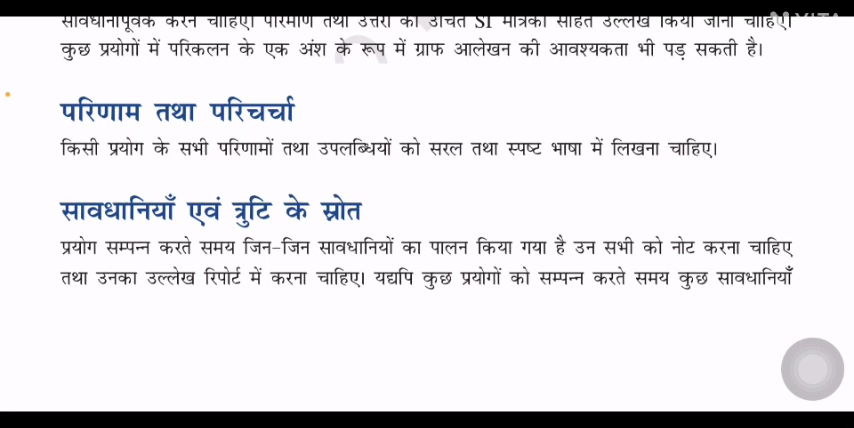 सावधानीपूर्वक करने चाहिए। परिमाण तथा उत्तरों का उचित SI मात्रकों सहित उल्लेख किया जाना चाहिए।
कुछ प्रयोगों में परिकलन के एक अंश के रूप में ग्राफ आलेखन की आवश्यकता भी पड़ सकती है।
परिणाम तथा परिचर्चा
किसी प्रयोग के सभी परिणामों तथा उपलब्धियों को सरल तथा स्पष्ट भाषा में लिखना चाहिए।
सावधानियाँ एवं त्रुटि के स्रोत
प्रयोग सम्पन्न करते समय जिन-जिन सावधानियों का पालन किया गया है उन सभी को नोट करना चाहिए
तथा उनका उल्लेख रिपोर्ट में करना चाहिए। यद्यपि कुछ प्रयोगों को सम्पन्न करते समय कुछ सावधानियाँ